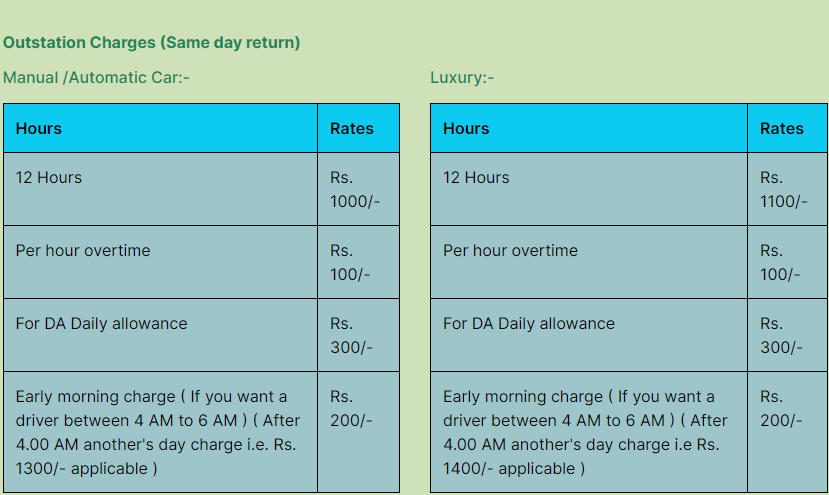 Outstation Charges (Same day return)
Manual /Automatic Car:-
Hours
Rates
12 Hours
Rs.
1000/-
Per hour overtime
Rs.
100/-
For DA Daily allowance
Rs.
300/-
Early morning charge ( If you want a
driver between 4 AM to 6 AM ) ( After
4.00 AM another's day charge i.e. Rs.
1300/- applicable )
Rs.
200/-
Luxury:-
Hours
Rates
12 Hours
Rs.
1100/-
Per hour overtime
Rs.
100/-
For DA Daily allowance
Rs.
300/-
Early morning charge ( If you want a
driver between 4 AM to 6 AM ) ( After
4.00 AM another's day charge i.e Rs.
1400/- applicable )
Rs.
200/-